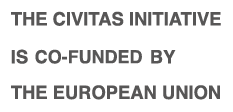 THE CIVITAS INITIATIVE
IS CO-FUNDED BY
THE EUROPEAN UNION